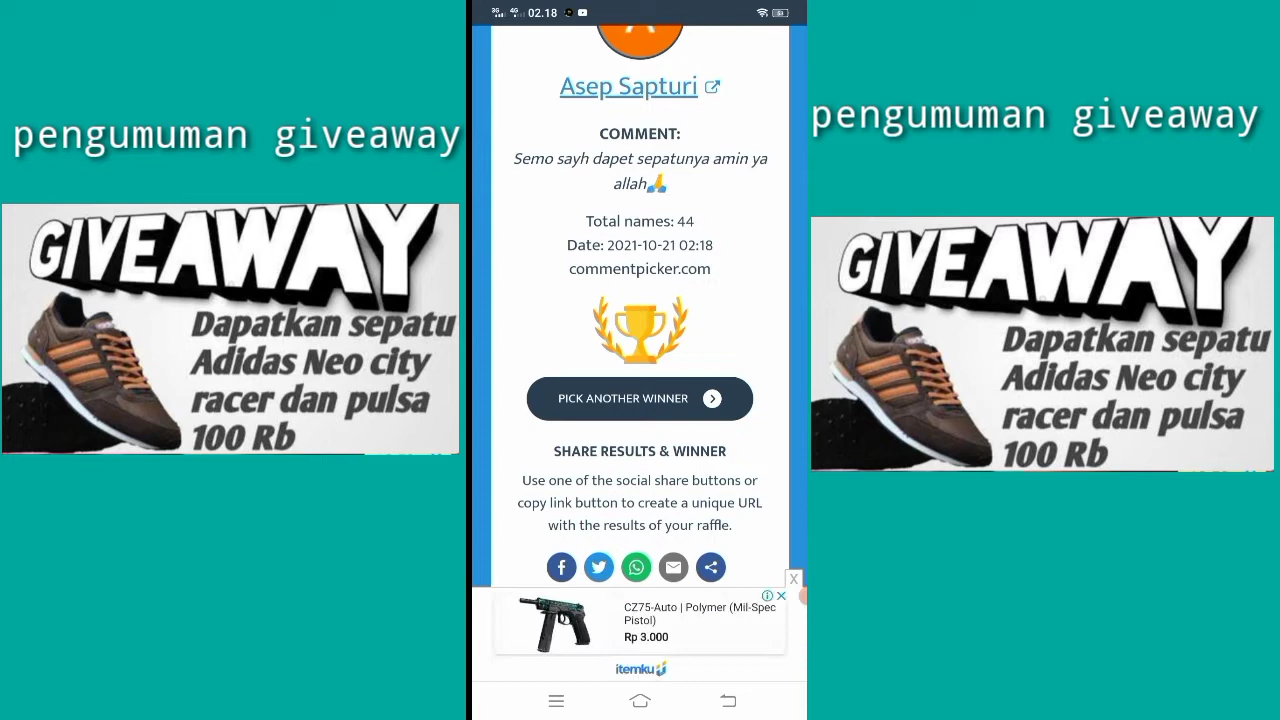 pengumuman giveaway
GIVEAWAY
Dapatkan sepatu
Adidas Neo city
racer dan pulsa
100 Rb
3G 4G 02.18
Asep Sapturi
COMMENT:
Semo sayh dapet sepatunya amin ya
allah🙏
Total names: 44
Date: 2021-10-21 02:18
commentpicker.com
PICK ANOTHER WINNER
SHARE RESULTS & WINNER
Use one of the social share buttons or
copy link button to create a unique URL
with the results of your raffle.
X
CZ75-Auto | Polymer (Mil-Spec
Pistol)
Rp 3.000
itemku
pengumuman giveaway
GIVEAWAY
Dapatkan sepatu
Adidas Neo city
racer dan pulsa
100 Rb